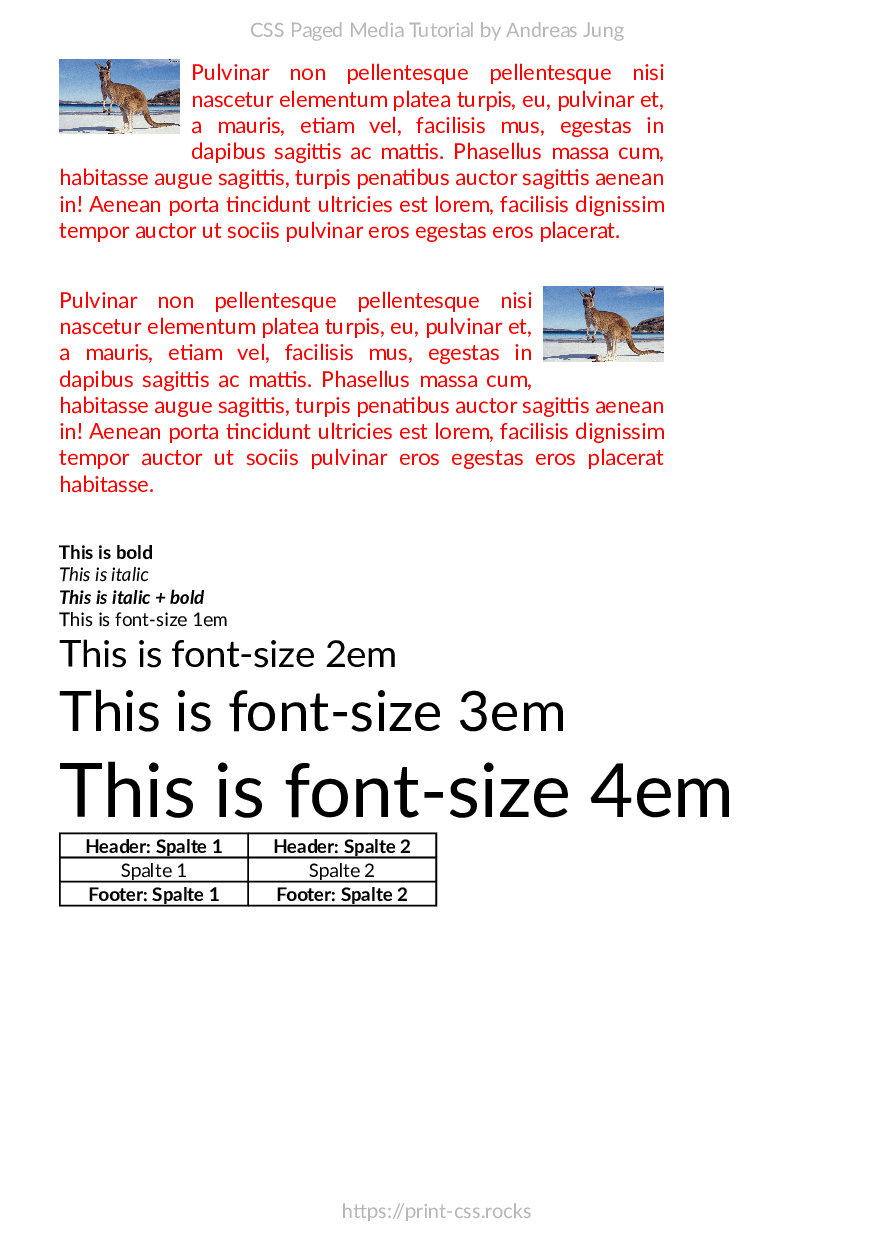 CSS Paged Media Tutorial by Andreas Jung
Pulvinar non pellentesque pellentesque nisi
nascetur elementum platea turpis, eu, pulvinar et,
a mauris, etiam vel, facilisis mus, egestas in
dapibus sagittis ac mattis. Phasellus massa cum,
habitasse augue sagittis, turpis penatibus auctor sagittis aenean
in! Aenean porta tincidunt ultricies est lorem, facilisis dignissim
tempor auctor ut sociis pulvinar eros egestas eros placerat.
Pulvinar non pellentesque pellentesque nisi
nascetur elementum platea turpis, eu, pulvinar et,
a mauris, etiam vel, facilisis mus, egestas in
dapibus sagittis ac mattis. Phasellus massa cum,
habitasse augue sagittis, turpis penatibus auctor sagittis aenean
in! Aenean porta tincidunt ultricies est lorem, facilisis dignissim
tempor auctor ut sociis pulvinar eros egestas eros placerat
habitasse.
This is bold
This is italic
This is italic + bold
This is font-size 1em
This is font-size 2em
This is font-size 3em
This is font-size 4em
Header: Spalte 1 Header: Spalte 2
Spalte 1 Spalte 2
Footer: Spalte 1 Footer: Spalte 2
https://print-css.rocks